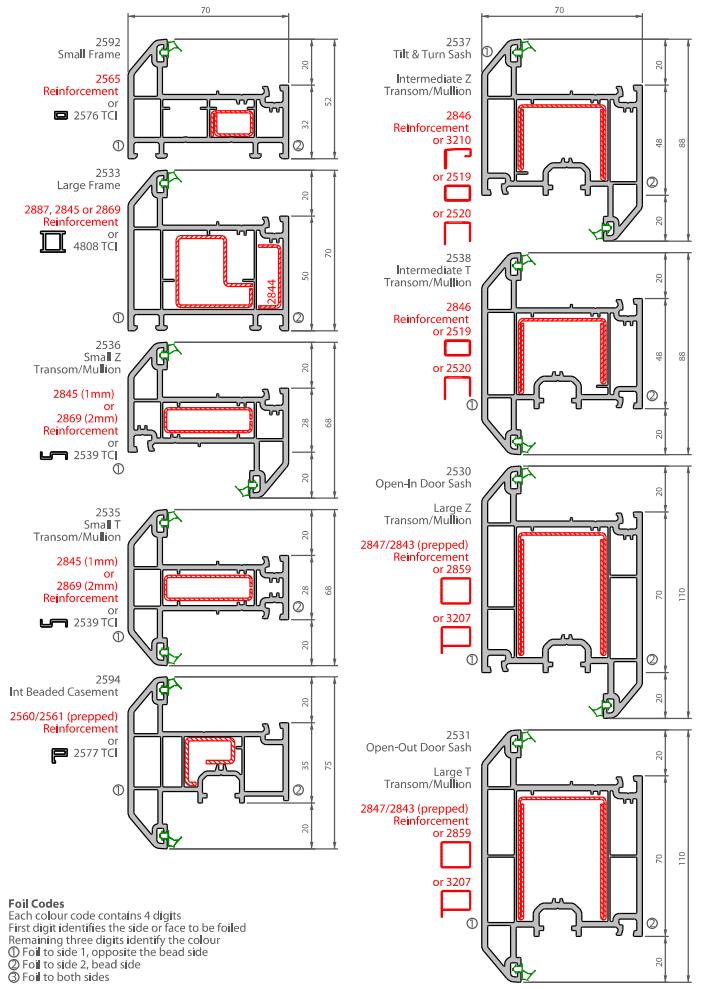 70
2592
Small Frame
2565
Reinforcement
or
2576 TCI
①
②
20
32
52
2533
Large Frame
2887, 2845 or 2869
Reinforcement
or
4808 TCI
2844
①
②
20
50
70
2536
Small Z
Transom/Mullion
2845 (1mm)
or
2869 (2mm)
Reinforcement
or
2539 TCI
①
20
28
20
68
2535
Small T
Transom/Mullion
2845 (1mm)
or
2869 (2mm)
Reinforcement
or
2539 TCI
①
②
20
28
20
68
2594
Int Beaded Casement
2560/2561 (prepped)
Reinforcement
or
2577 TCI
①
②
35
20
75
Foil Codes
Each colour code contains 4 digits
First digit identifies the side or face to be foiled
Remaining three digits identify the colour
① Foil to side 1, opposite the bead side
② Foil to side 2, bead side
③ Foil to both sides
70
2537
Tilt & Turn Sash
①
Intermediate Z
Transom/Mullion
2846
Reinforcement
or 3210
or 2519
or 2520
②
20
48
20
88
2538
Intermediate T
Transom/Mullion
2846
Reinforcement
or 2519
or 2520
①
②
20
48
20
88
2530
Open-In Door Sash
Large Z
Transom/Mullion
2847/2843 (prepped)
Reinforcement
or 2859
or 3207
①
②
20
70
20
110
2531
Open-Out Door Sash
Large T
Transom/Mullion
2847/2843 (prepped)
Reinforcement
or 2859
or 3207
①
②
20
70
20
110